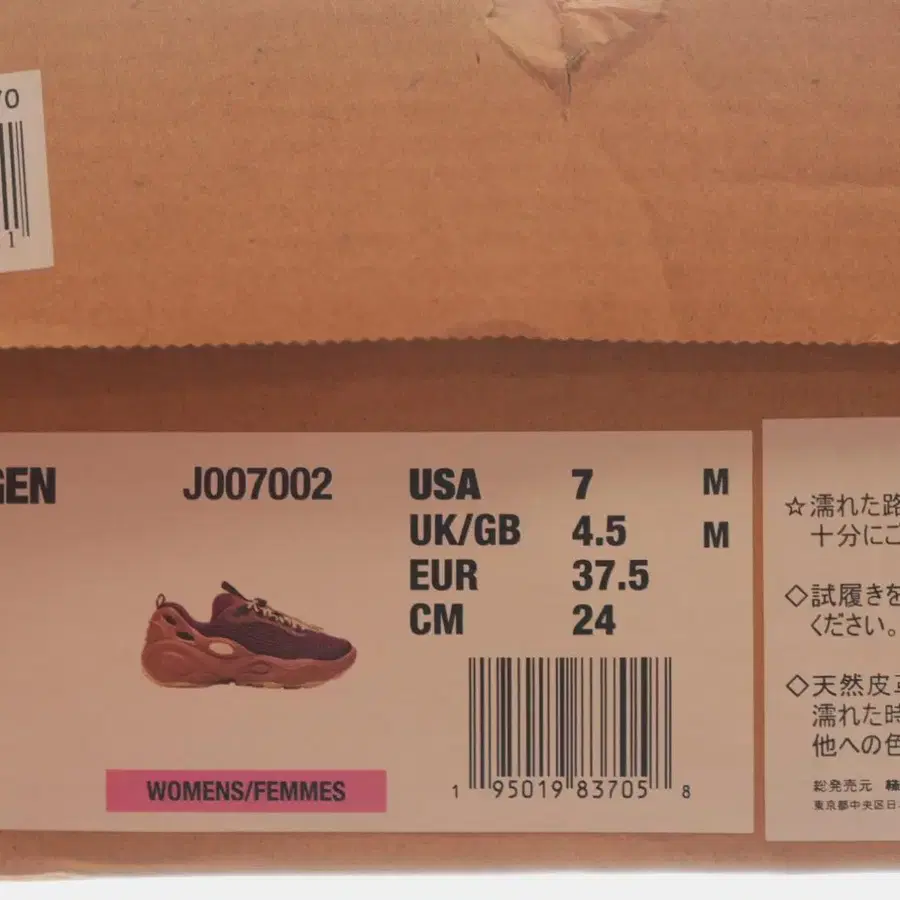 70
1
GEN
J007002
USA 7 M
UK/GB 4.5 M
EUR 37.5
CM 24
WOMENS/FEMMES
1 95019 83705 8
☆濡れた路
十分にご
◇試履きを
ください。
◇天然皮革
濡れた時
他への色
総発売元
東京都中央区日